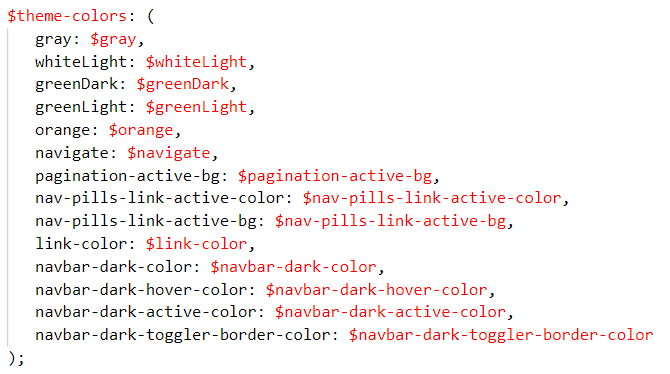 $theme-colors: (
gray: $gray,
whiteLight: $whiteLight,
greenDark: $greenDark,
greenLight: $greenLight,
orange: $orange,
navigate: $navigate,
pagination-active-bg: $pagination-active-bg,
nav-pills-link-active-color: $nav-pills-link-active-color,
nav-pills-link-active-bg: $nav-pills-link-active-bg,
link-color: $link-color,
navbar-dark-color: $navbar-dark-color,
navbar-dark-hover-color: $navbar-dark-hover-color,
navbar-dark-active-color: $navbar-dark-active-color,
navbar-dark-toggler-border-color: $navbar-dark-toggler-border-color
);